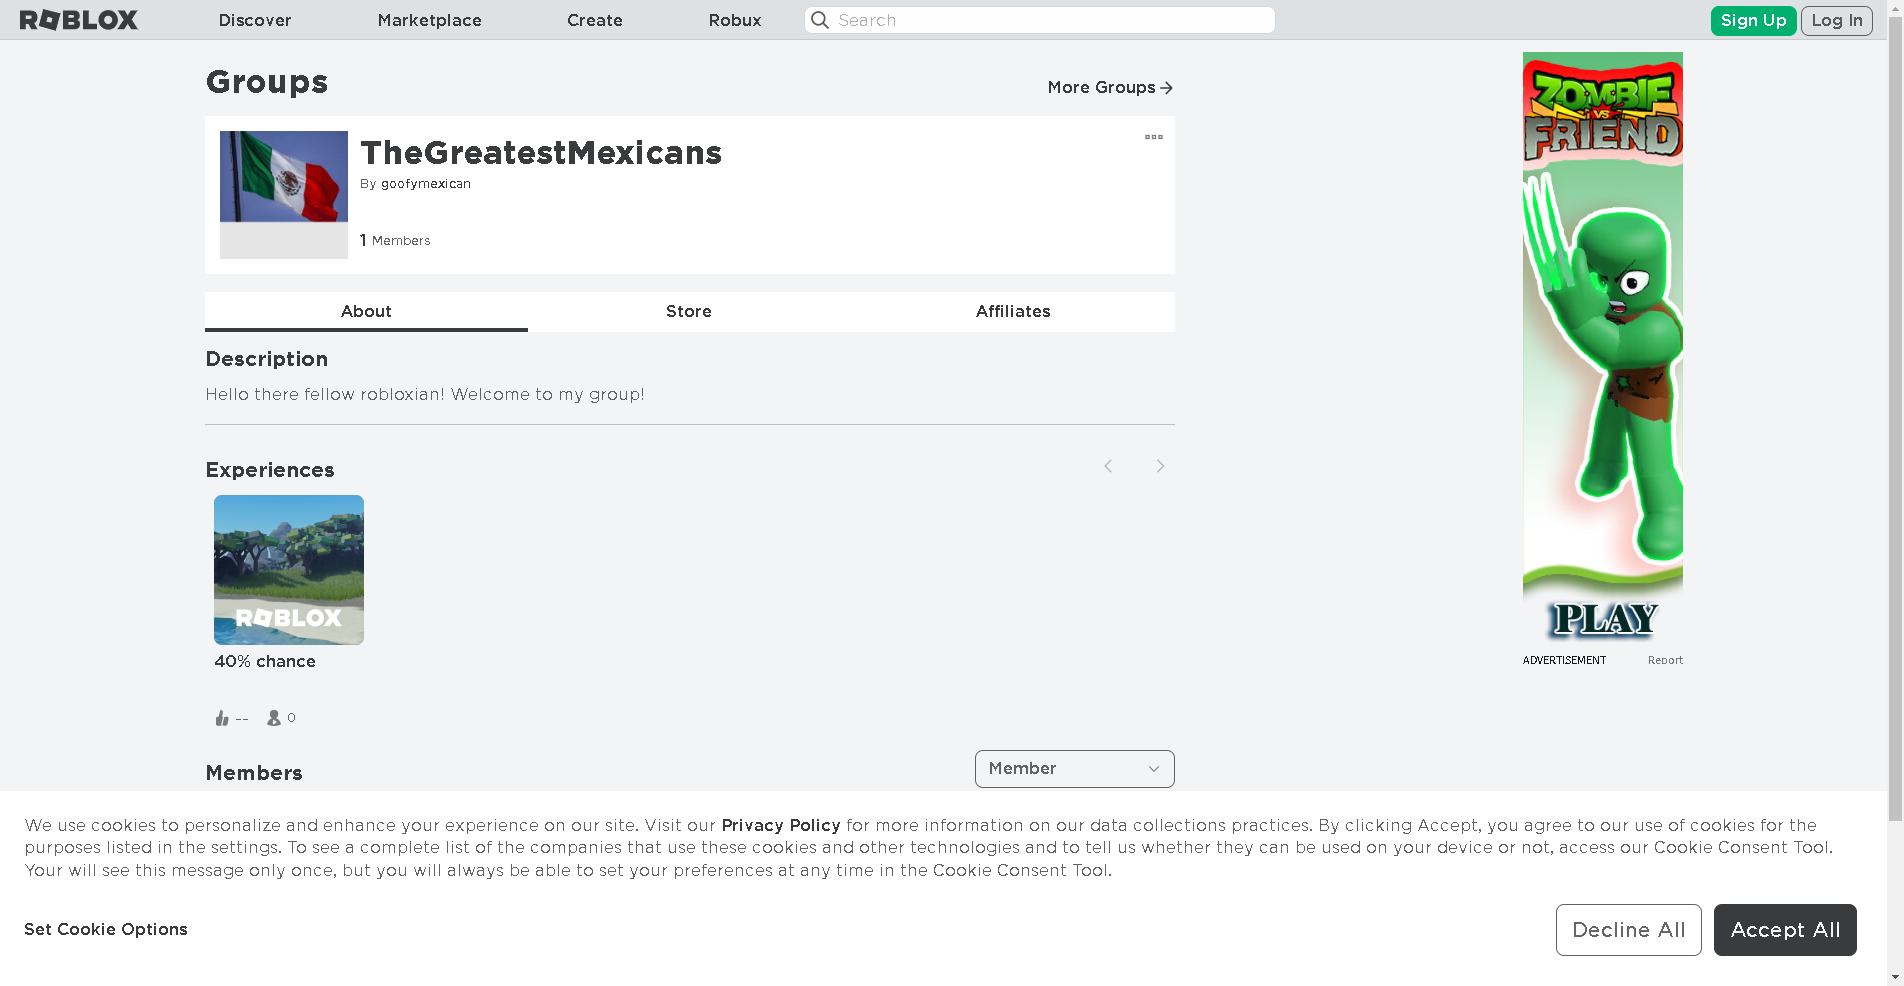 ROBLOX Discover Marketplace Create Robux Search Sign Up Log In
Groups
More Groups
TheGreatestMexicans
By goofymexican
1 Members
About Store Affiliates
Description
Hello there fellow robloxian! Welcome to my group!
Experiences
ROBLOX
40% chance
-- 0
Members
Member
ZOMBIE
VS
FRIEND
PLAY
ADVERTISEMENT Report
We use cookies to personalize and enhance your experience on our site. Visit our Privacy Policy for more information on our data collections practices. By clicking Accept, you agree to our use of cookies for the
purposes listed in the settings. To see a complete list of the companies that use these cookies and other technologies and to tell us whether they can be used on your device or not, access our Cookie Consent Tool.
Your will see this message only once, but you will always be able to set your preferences at any time in the Cookie Consent Tool.
Set Cookie Options
Decline All
Accept All